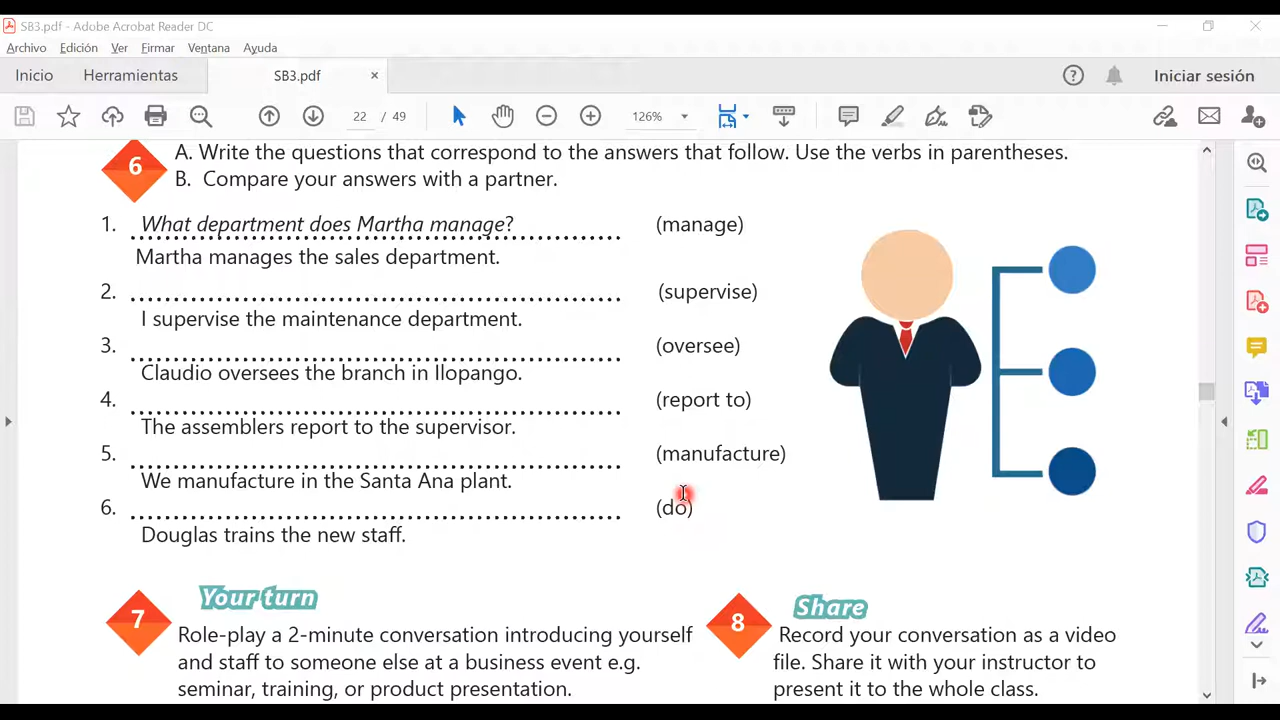 SB3.pdf - Adobe Acrobat Reader DC
Archivo Edición Ver Firmar Ventana Ayuda
Inicio Herramientas SB3.pdf × Iniciar sesión
22 / 49 126%
6 A. Write the questions that correspond to the answers that follow. Use the verbs in parentheses.
B. Compare your answers with a partner.
1. What department does Martha manage? (manage)
Martha manages the sales department.
2. (supervise)
I supervise the maintenance department.
3. (oversee)
Claudio oversees the branch in Ilopango.
4. (report to)
The assemblers report to the supervisor.
5. (manufacture)
We manufacture in the Santa Ana plant.
6. (do)
Douglas trains the new staff.
7 Your turn
Role-play a 2-minute conversation introducing yourself
and staff to someone else at a business event e.g.
seminar, training, or product presentation.
8 Share
Record your conversation as a video
file. Share it with your instructor to
present it to the whole class.